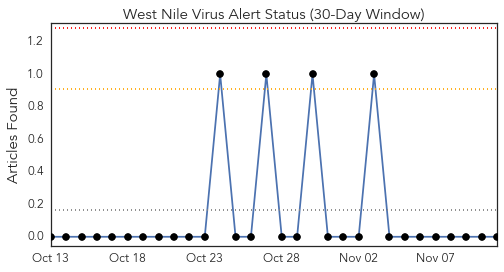 West Nile Virus Alert Status (30-Day Window)
Articles Found
1.2
1.0
0.8
0.6
0.4
0.2
0.0
Oct 13 Oct 18 Oct 23 Oct 28 Nov 02 Nov 07